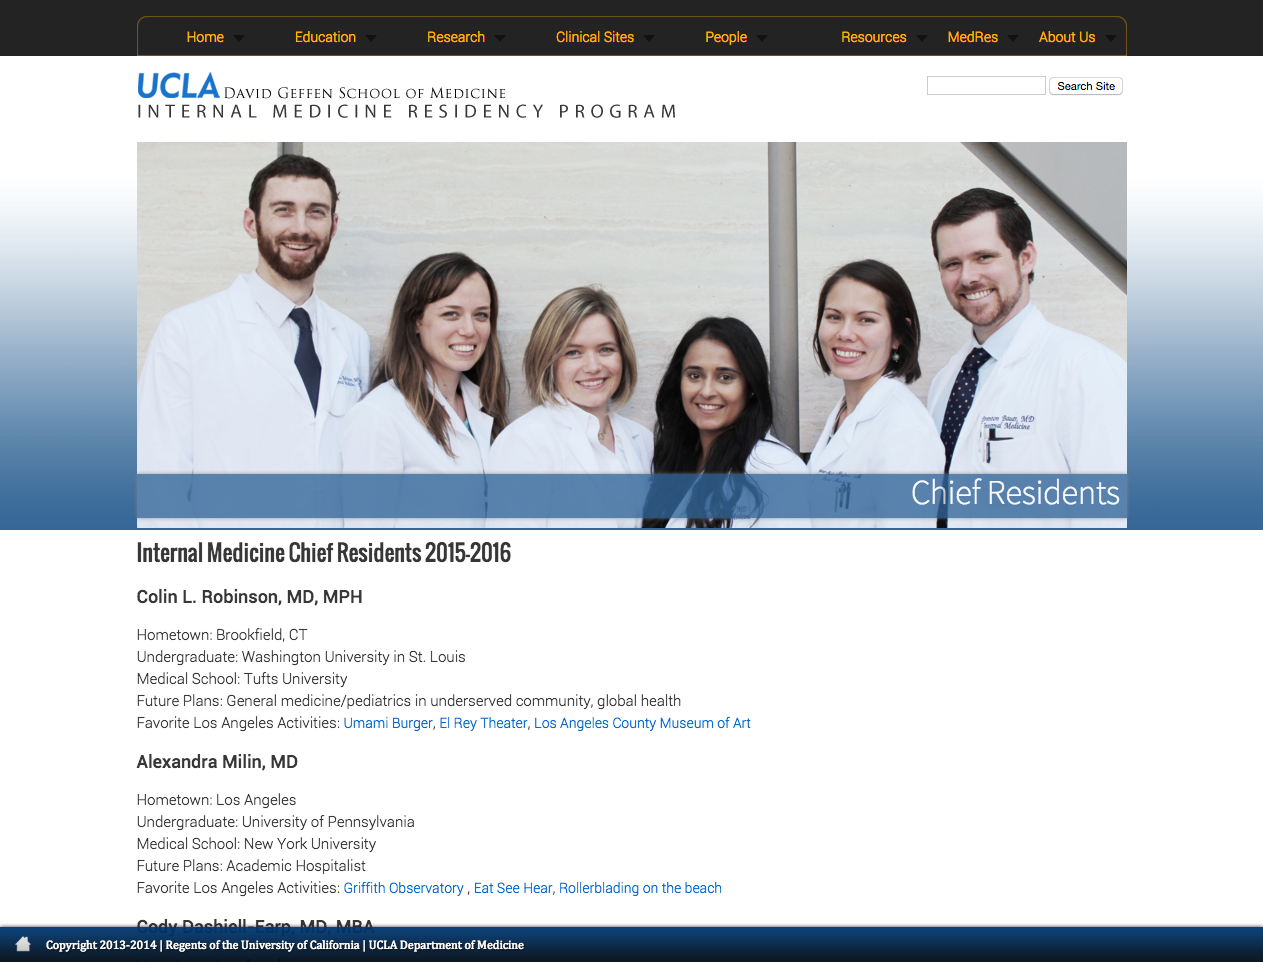 Home Education Research Clinical Sites People Resources MedRes About Us
UCLA David Geffen School of Medicine
INTERNAL MEDICINE RESIDENCY PROGRAM
Search Site
Bauer, MD
Internal Medicine
Chief Residents
Internal Medicine Chief Residents 2015-2016
Colin L. Robinson, MD, MPH
Hometown: Brookfield, CT
Undergraduate: Washington University in St. Louis
Medical School: Tufts University
Future Plans: General medicine/pediatrics in underserved community, global health
Favorite Los Angeles Activities: Umami Burger, El Rey Theater, Los Angeles County Museum of Art
Alexandra Milin, MD
Hometown: Los Angeles
Undergraduate: University of Pennsylvania
Medical School: New York University
Future Plans: Academic Hospitalist
Favorite Los Angeles Activities: Griffith Observatory , Eat See Hear, Rollerblading on the beach
Cody Dashiell-Earp, MD, MBA
Copyright 2013-2014 | Regents of the University of California | UCLA Department of Medicine